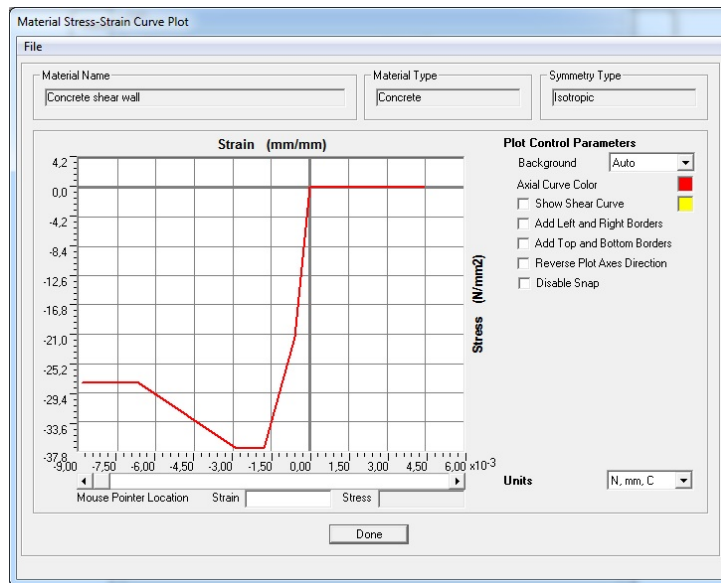 Material Stress-Strain Curve Plot
File
Material Name
Concrete shear wall
Material Type
Concrete
Symmetry Type
Isotropic
Strain (mm/mm)
4,2
0,0
-4,2
-8,4
-12,6
-16,8
-21,0
-25,2
-29,4
-33,6
-37,8
-9,00 -7,50 -6,00 -4,50 -3,00 -1,50 0,00 1,50 3,00 4,50 6,00 x10 -3
Stress (N/mm2)
Mouse Pointer Location Strain Stress
Plot Control Parameters
Background Auto
Axial Curve Color
Show Shear Curve
Add Left and Right Borders
Add Top and Bottom Borders
Reverse Plot Axes Direction
Disable Snap
Units N, mm, C
Done